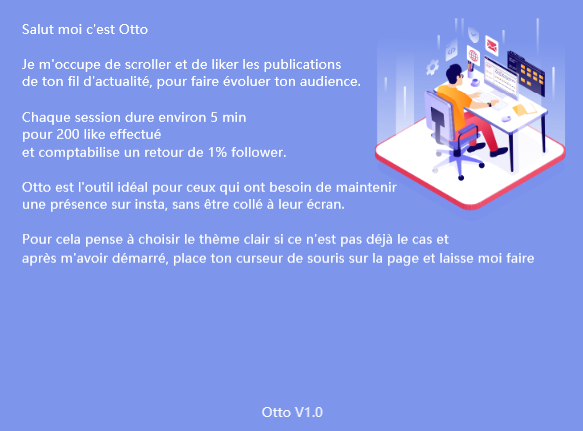 Salut moi c'est Otto
Je m'occupe de scroller et de liker les publications
de ton fil d'actualité, pour faire évoluer ton audience.
Chaque session dure environ 5 min
pour 200 like effectué
et comptabilise un retour de 1% follower.
Otto est l'outil idéal pour ceux qui ont besoin de maintenir
une présence sur insta, sans être collé à leur écran.
Pour cela pense à choisir le thème clair si ce n'est pas déjà le cas et
après m'avoir démarré, place ton curseur de souris sur la page et laisse moi faire
Otto V1.0